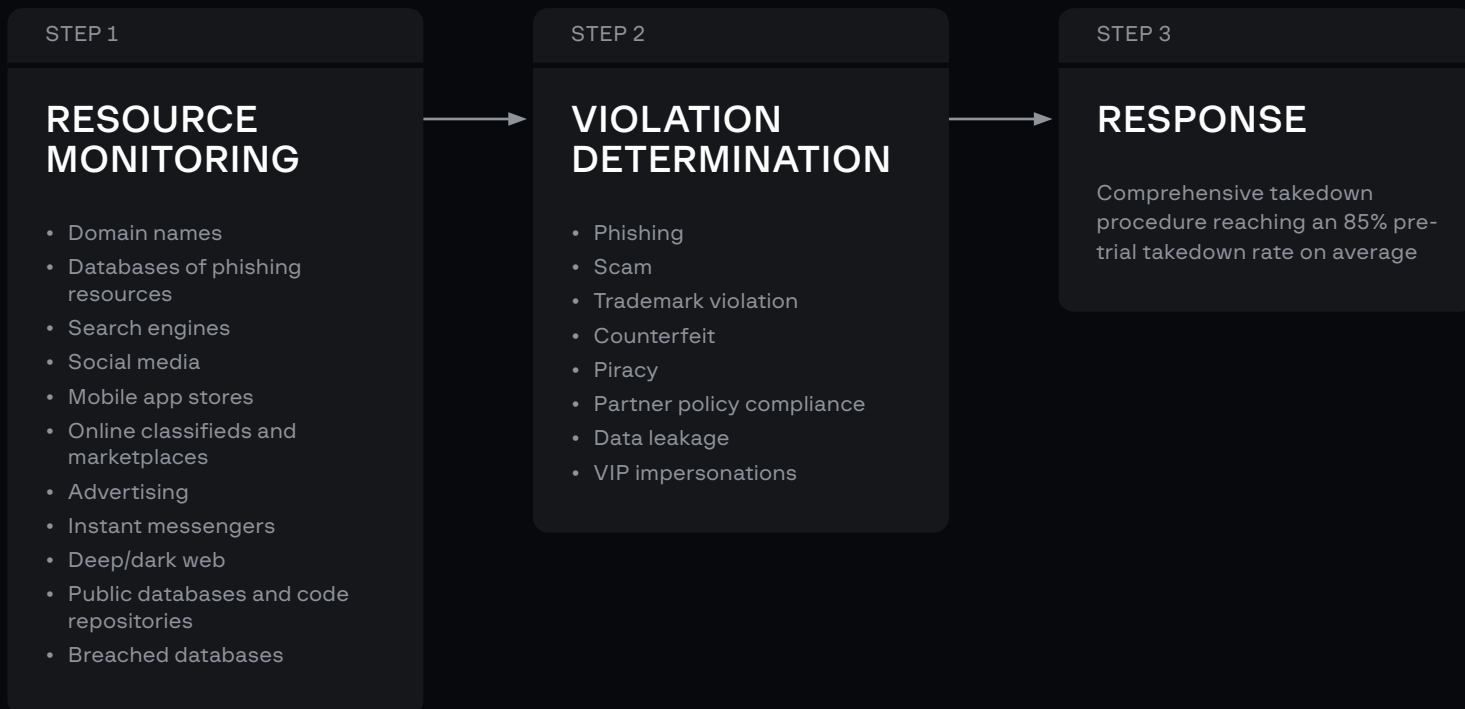 STEP 1
RESOURCE
MONITORING
• Domain names
• Databases of phishing
resources
• Search engines
• Social media
• Mobile app stores
• Online classifieds and
marketplaces
• Advertising
• Instant messengers
• Deep/dark web
• Public databases and code
repositories
• Breached databases
STEP 2
VIOLATION
DETERMINATION
• Phishing
• Scam
• Trademark violation
• Counterfeit
• Piracy
• Partner policy compliance
• Data leakage
• VIP impersonations
STEP 3
RESPONSE
Comprehensive takedown
procedure reaching an 85% pre-
trial takedown rate on average